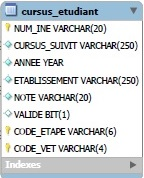 cursus_etudiant
NUM_INE VARCHAR(20)
CURSUS_SUIVIT VARCHAR(250)
ANNEE YEAR
ETABLISSEMENT VARCHAR(250)
NOTE VARCHAR(20)
VALIDE BIT(1)
CODE_ETAPE VARCHAR(6)
CODE_VET VARCHAR(4)
Indexes